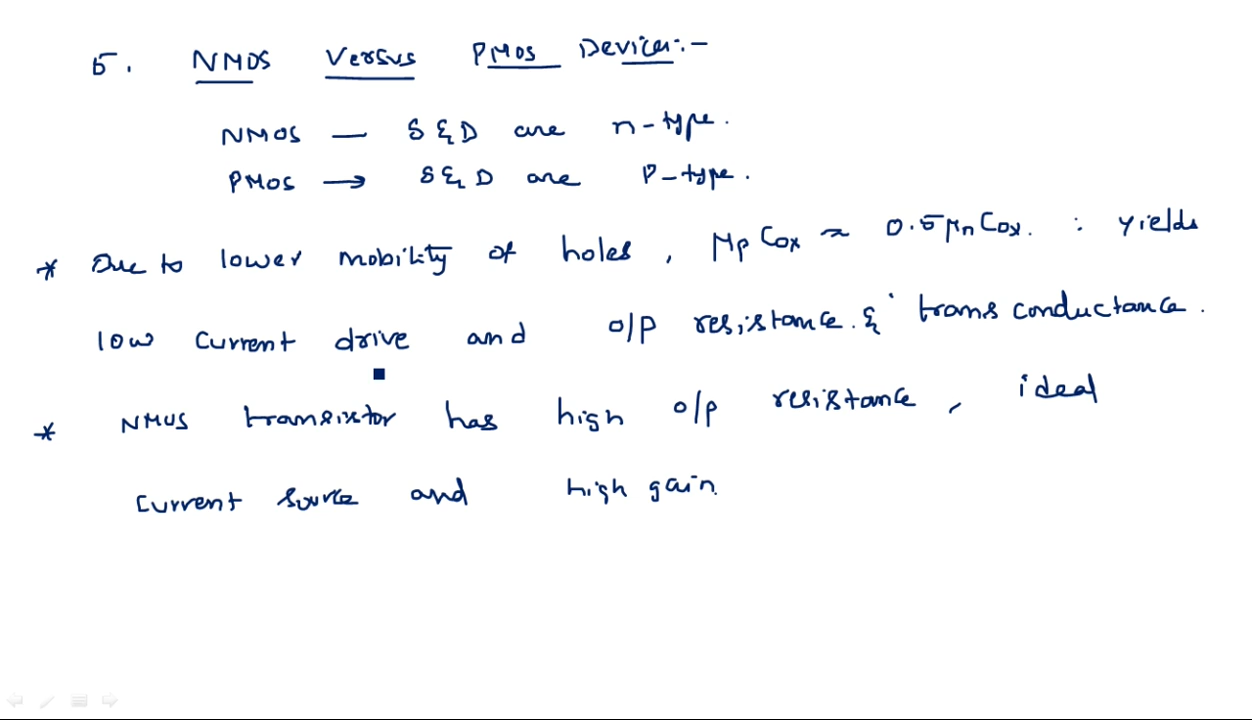 5. NMOS Versus PMOS Device:-
NMOS — S & D are n-type.
PMOS → S & D are P-type.
* Due to lower mobility of holes, μp Cox ≈ 0.5 μn Cox. : yields
low current drive and o/p resistance. & transconductance.
* NMOS transistor has high o/p resistance, ideal
current source and high gain.